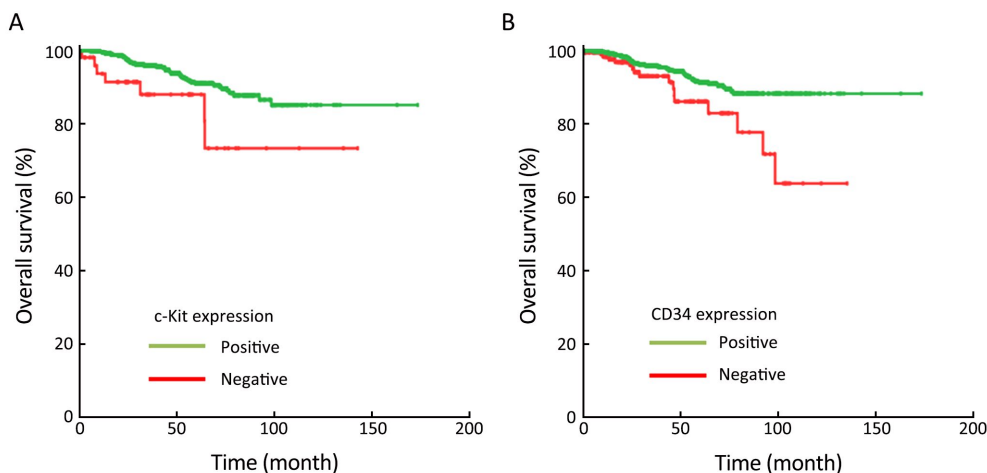 A
100
80
60
40
20
0
0 50 100 150 200
Overall survival (%)
Time (month)
c-Kit expression
Positive
Negative
B
100
80
60
40
20
0
0 50 100 150 200
Overall survival (%)
Time (month)
CD34 expression
Positive
Negative